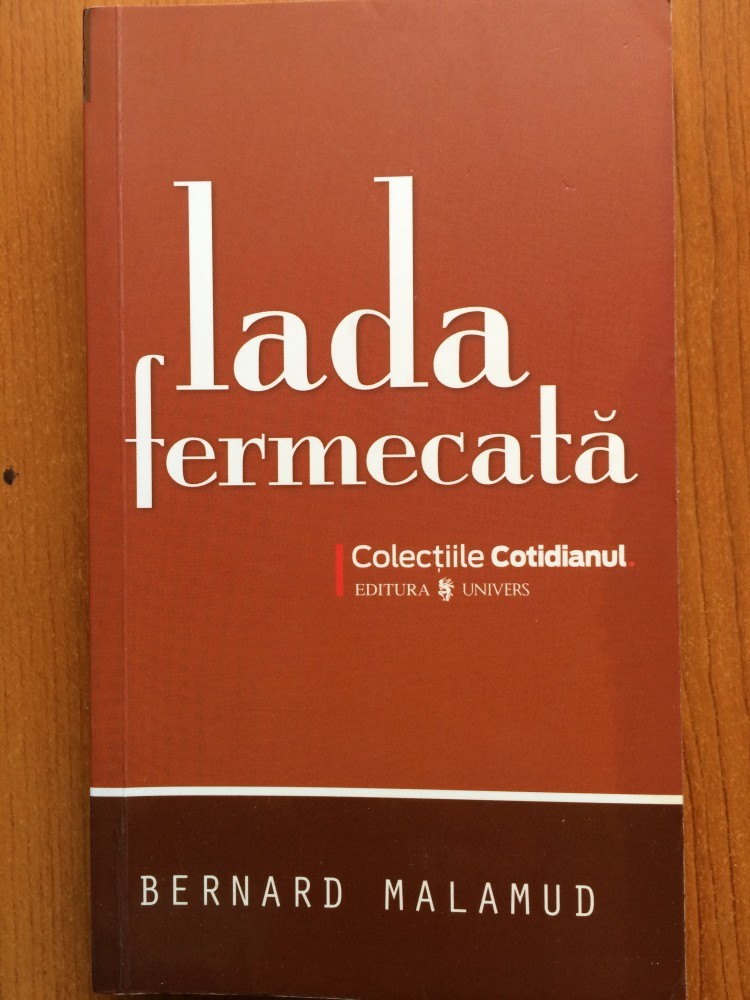 lada
fermecată
Colecțiile Cotidianul.
EDITURA UNIVERS
BERNARD MALAMUD